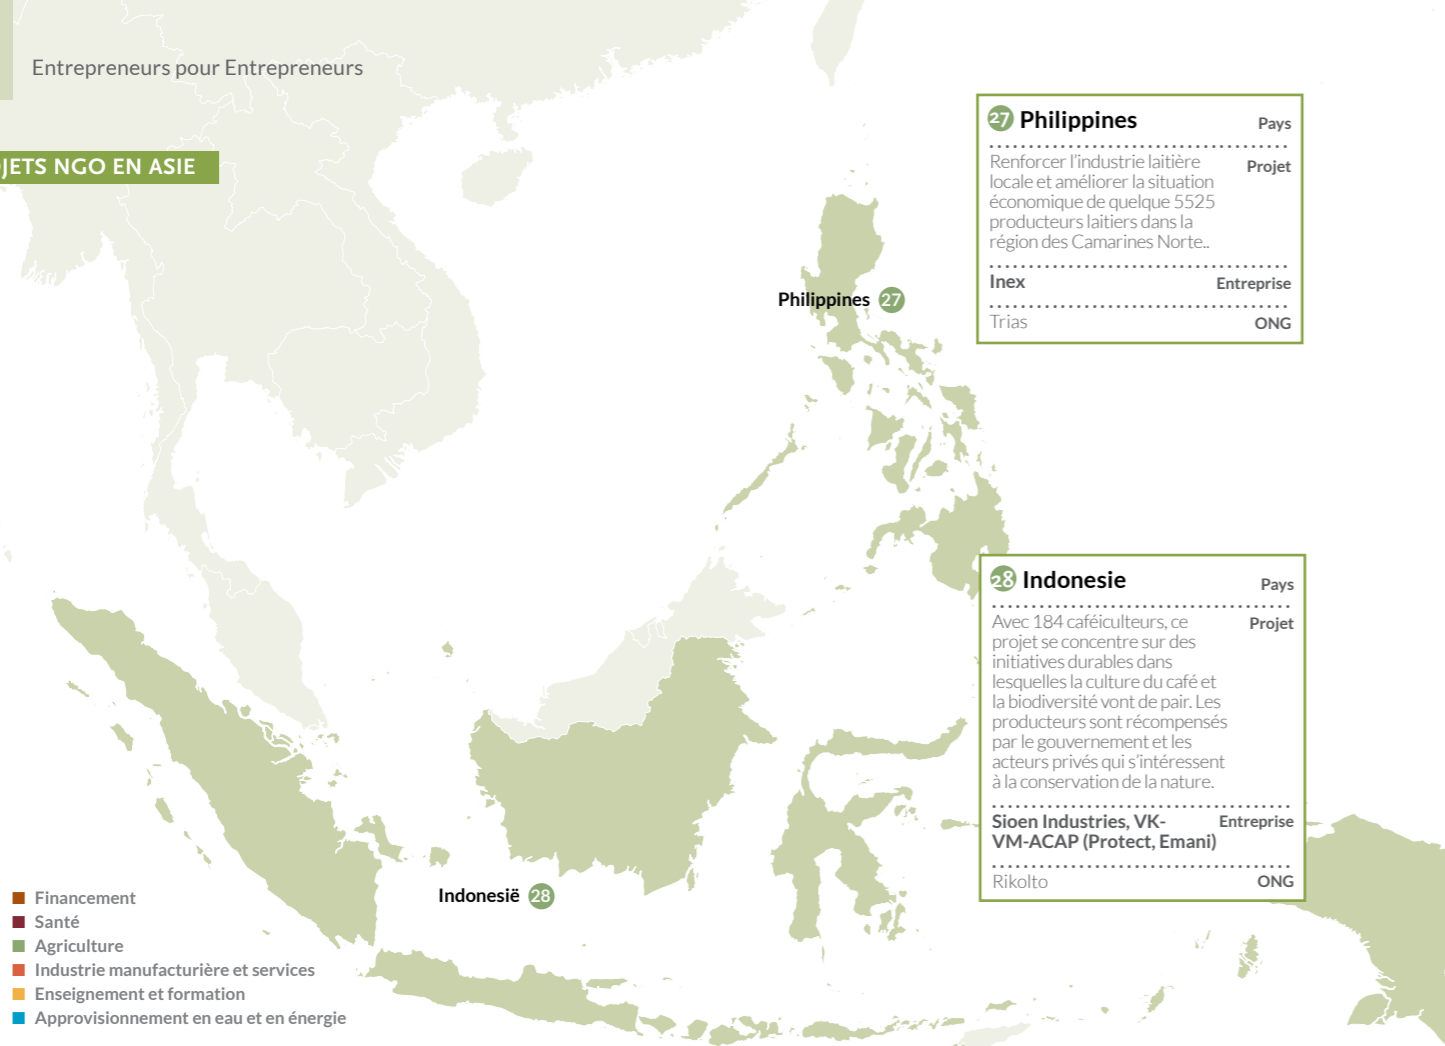 Entrepreneurs pour Entrepreneurs
JETS NGO EN ASIE
27 Philippines Pays
Renforcer l’industrie laitière Projet
locale et améliorer la situation
économique de quelque 5525
producteurs laitiers dans la
région des Camarines Norte..
Inex Entreprise
Trias ONG
Philippines 27
28 Indonesie Pays
Avec 184 caféiculteurs, ce Projet
projet se concentre sur des
initiatives durables dans
lesquelles la culture du café et
la biodiversité vont de pair. Les
producteurs sont récompensés
par le gouvernement et les
acteurs privés qui s’intéressent
à la conservation de la nature.
Sioen Industries, VK- Entreprise
VM-ACAP (Protect, Emani)
Rikolto ONG
Indonesië 28
Financement
Santé
Agriculture
Industrie manufacturière et services
Enseignement et formation
Approvisionnement en eau et en énergie